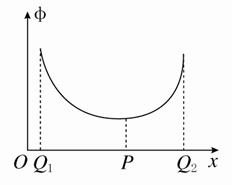 φ
O Q₁ P Q₂ x